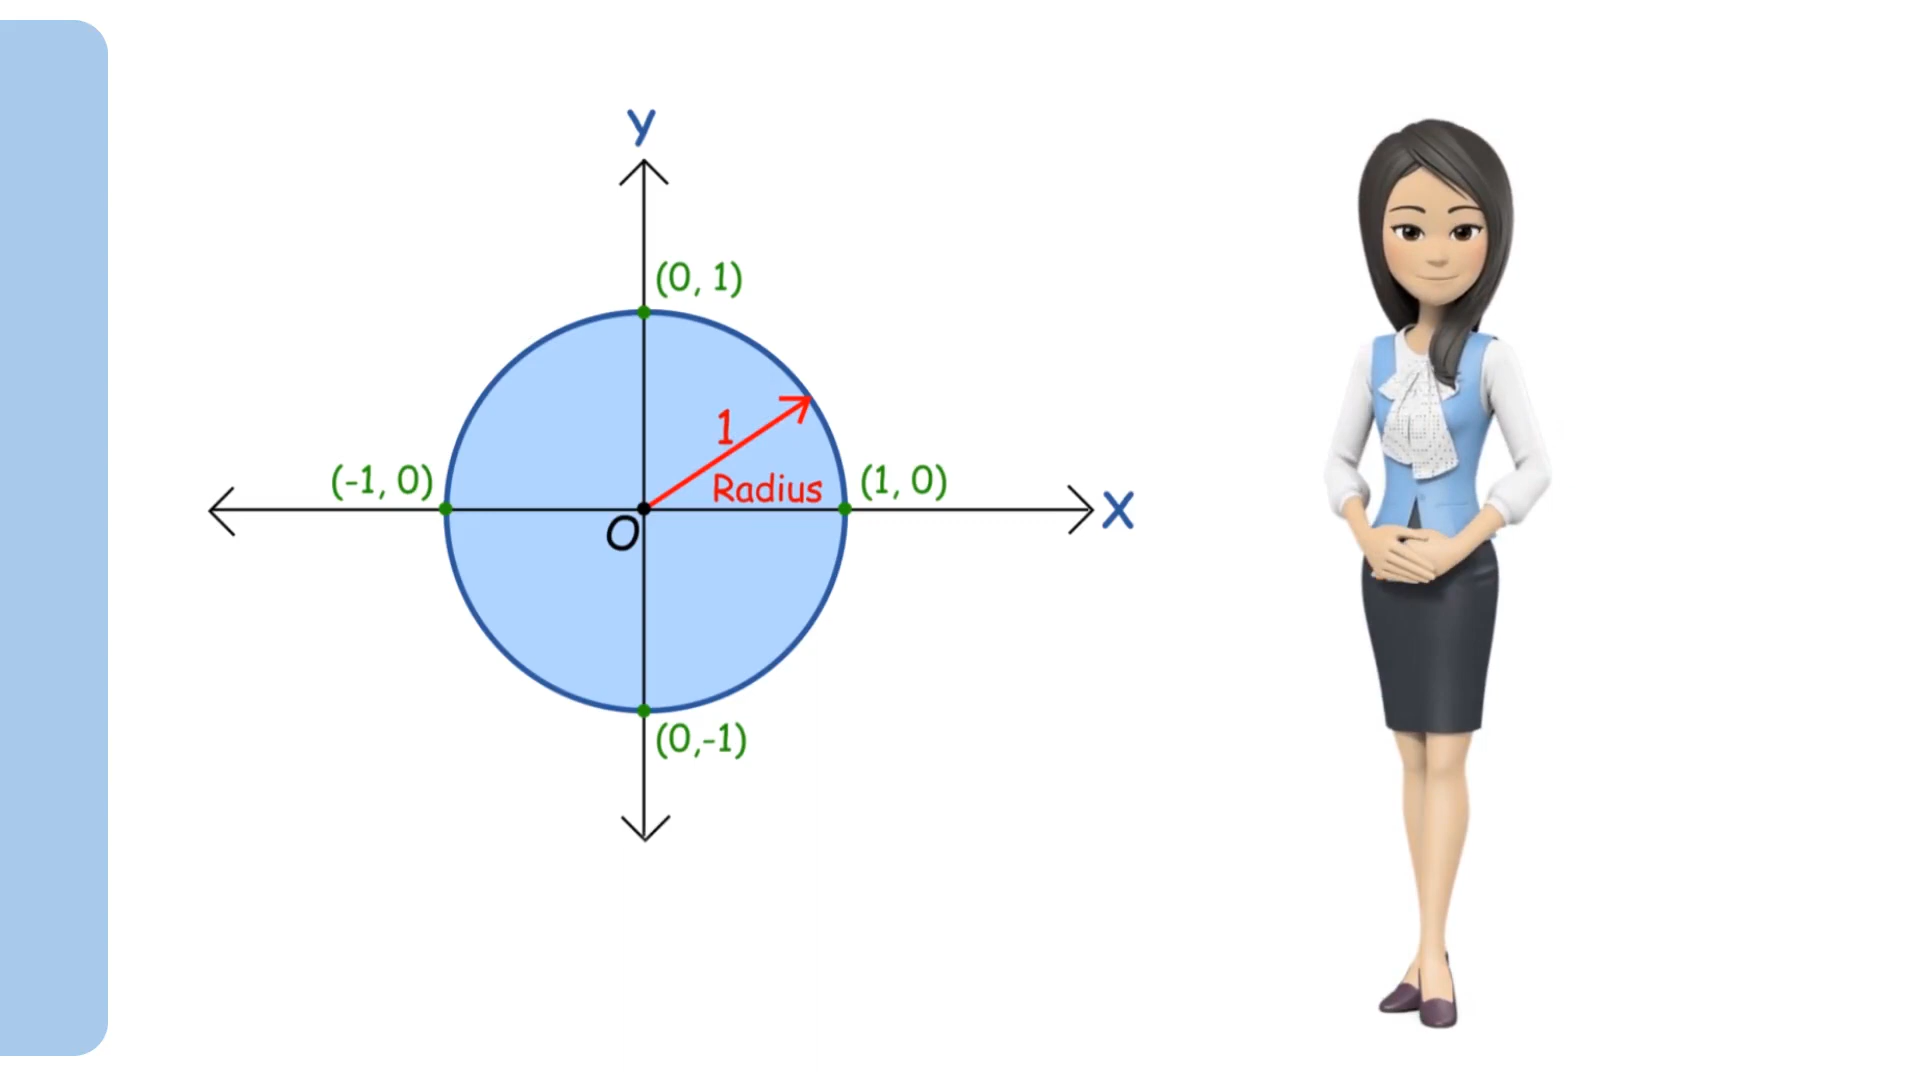 y
(0, 1)
1
(-1, 0)
Radius
(1, 0)
X
O
(0,-1)